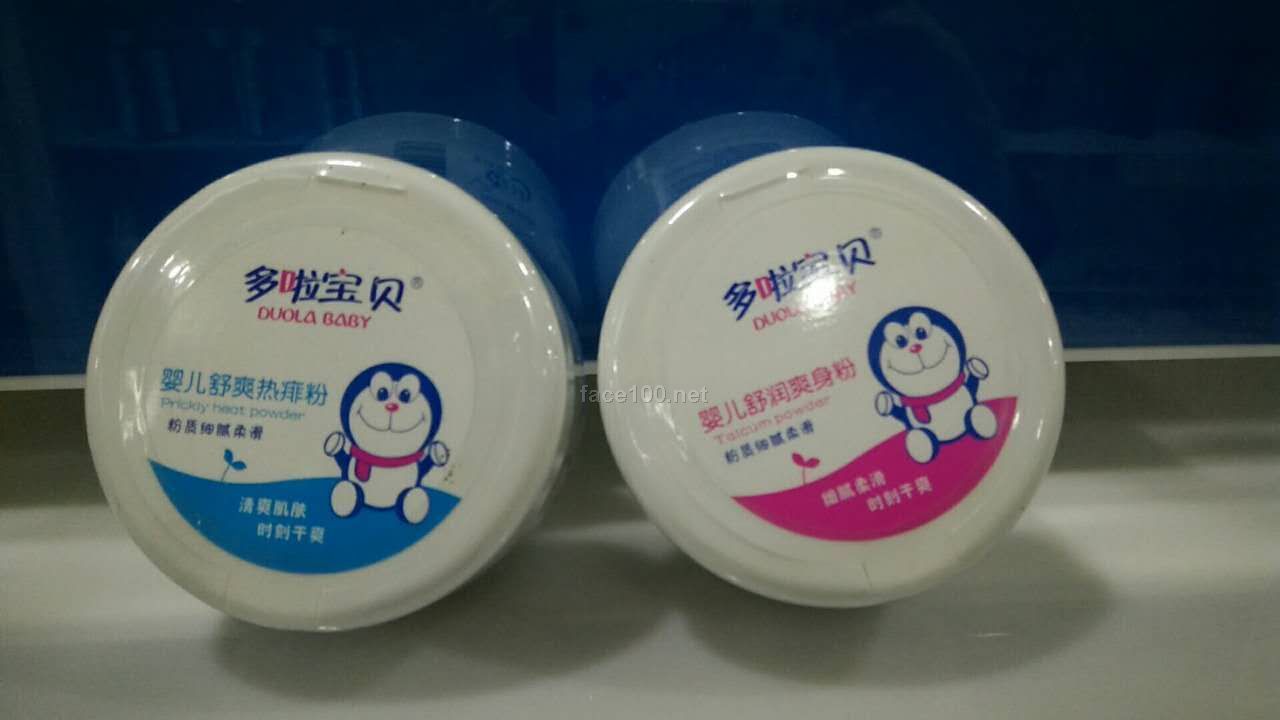 多啦宝贝®
DUOLA BABY
婴儿舒爽热痱粉
Prickly heat powder
粉质细腻柔滑
清爽肌肤
时刻干爽
多啦宝贝®
DUOLA BABY
婴儿舒润爽身粉
Talcum powder
粉质细腻柔滑
细腻柔滑
时刻干爽
face100.net